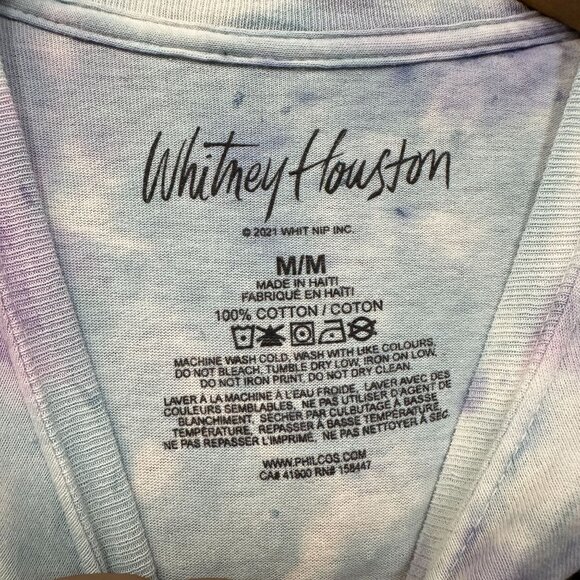 Whitney Houston
© 2021 WHIT NIP INC.
M/M
MADE IN HAITI
FABRIQUÉ EN HAÏTI
100% COTTON / COTON
MACHINE WASH COLD, WASH WITH LIKE COLOURS,
DO NOT BLEACH, TUMBLE DRY LOW, IRON ON LOW,
DO NOT IRON PRINT, DO NOT DRY CLEAN.
LAVER À LA MACHINE À L'EAU FROIDE, LAVER AVEC DES
COULEURS SEMBLABLES, NE PAS UTILISER D'AGENT DE
BLANCHIMENT, SÉCHER PAR CULBUTAGE À BASSE
TEMPÉRATURE, REPASSER À BASSE TEMPÉRATURE,
NE PAS REPASSER L'IMPRIMÉ, NE PAS NETTOYER À SEC
WWW.PHILCOS.COM
CA# 41900 RN# 158447